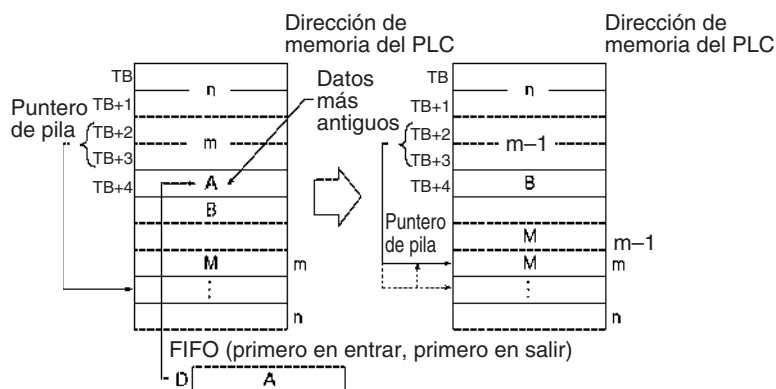 Dirección de
memoria del PLC
Dirección de
memoria del PLC
Puntero
de pila
TB
TB+1
TB+2
TB+3
TB+4
n
m
A
B
M
⋮
m
n
Datos
más
antiguos
TB
TB+1
TB+2
TB+3
TB+4
n
m–1
B
M
M
⋮
m–1
m
n
Puntero
de pila
FIFO (primero en entrar, primero en salir)
D
A